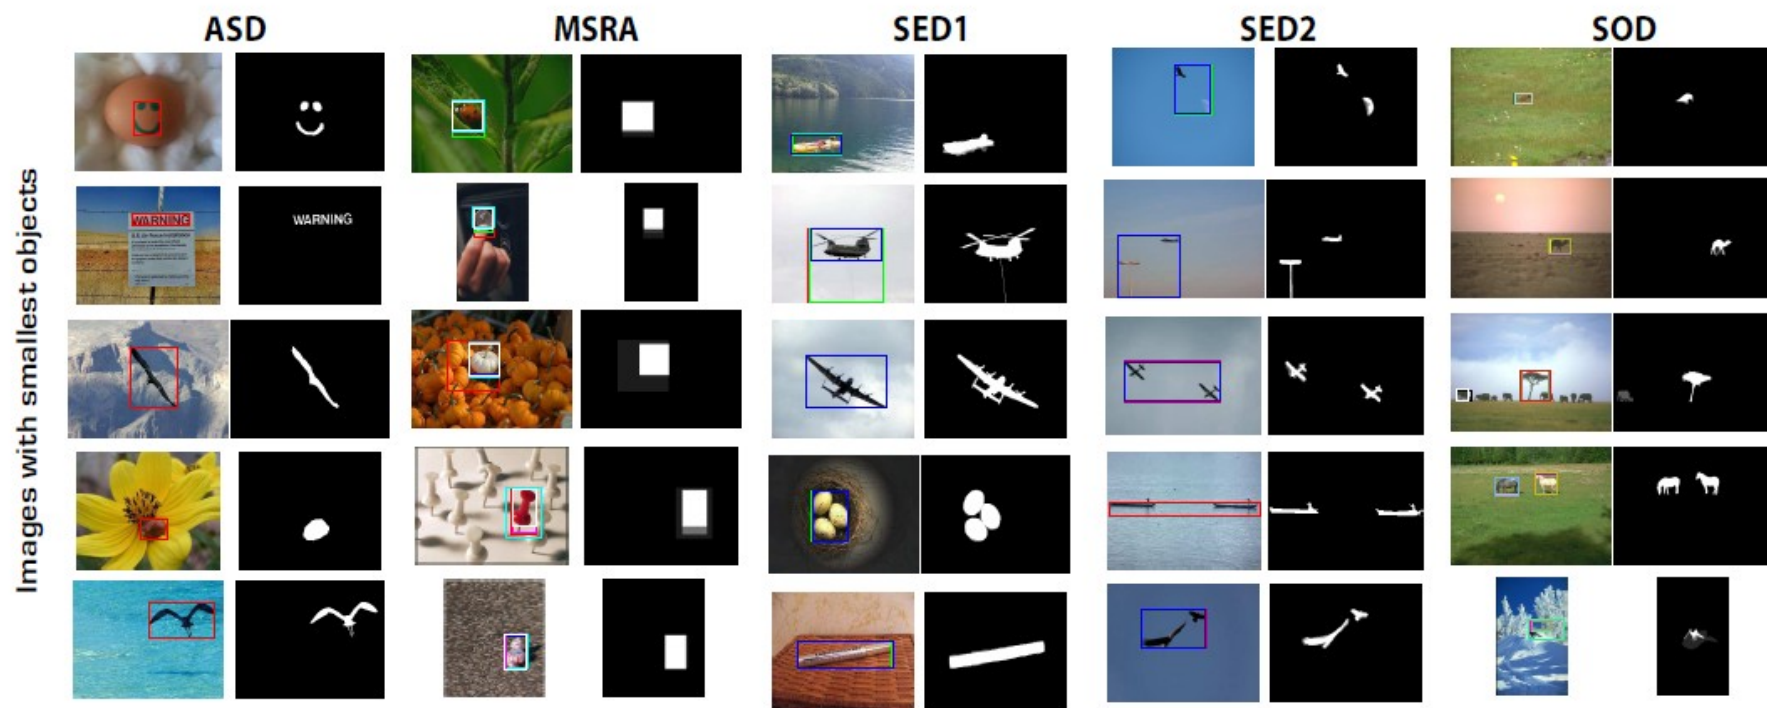 ASD MSRA SED1 SED2 SOD
Images with smallest objects
WARNING
WARNING